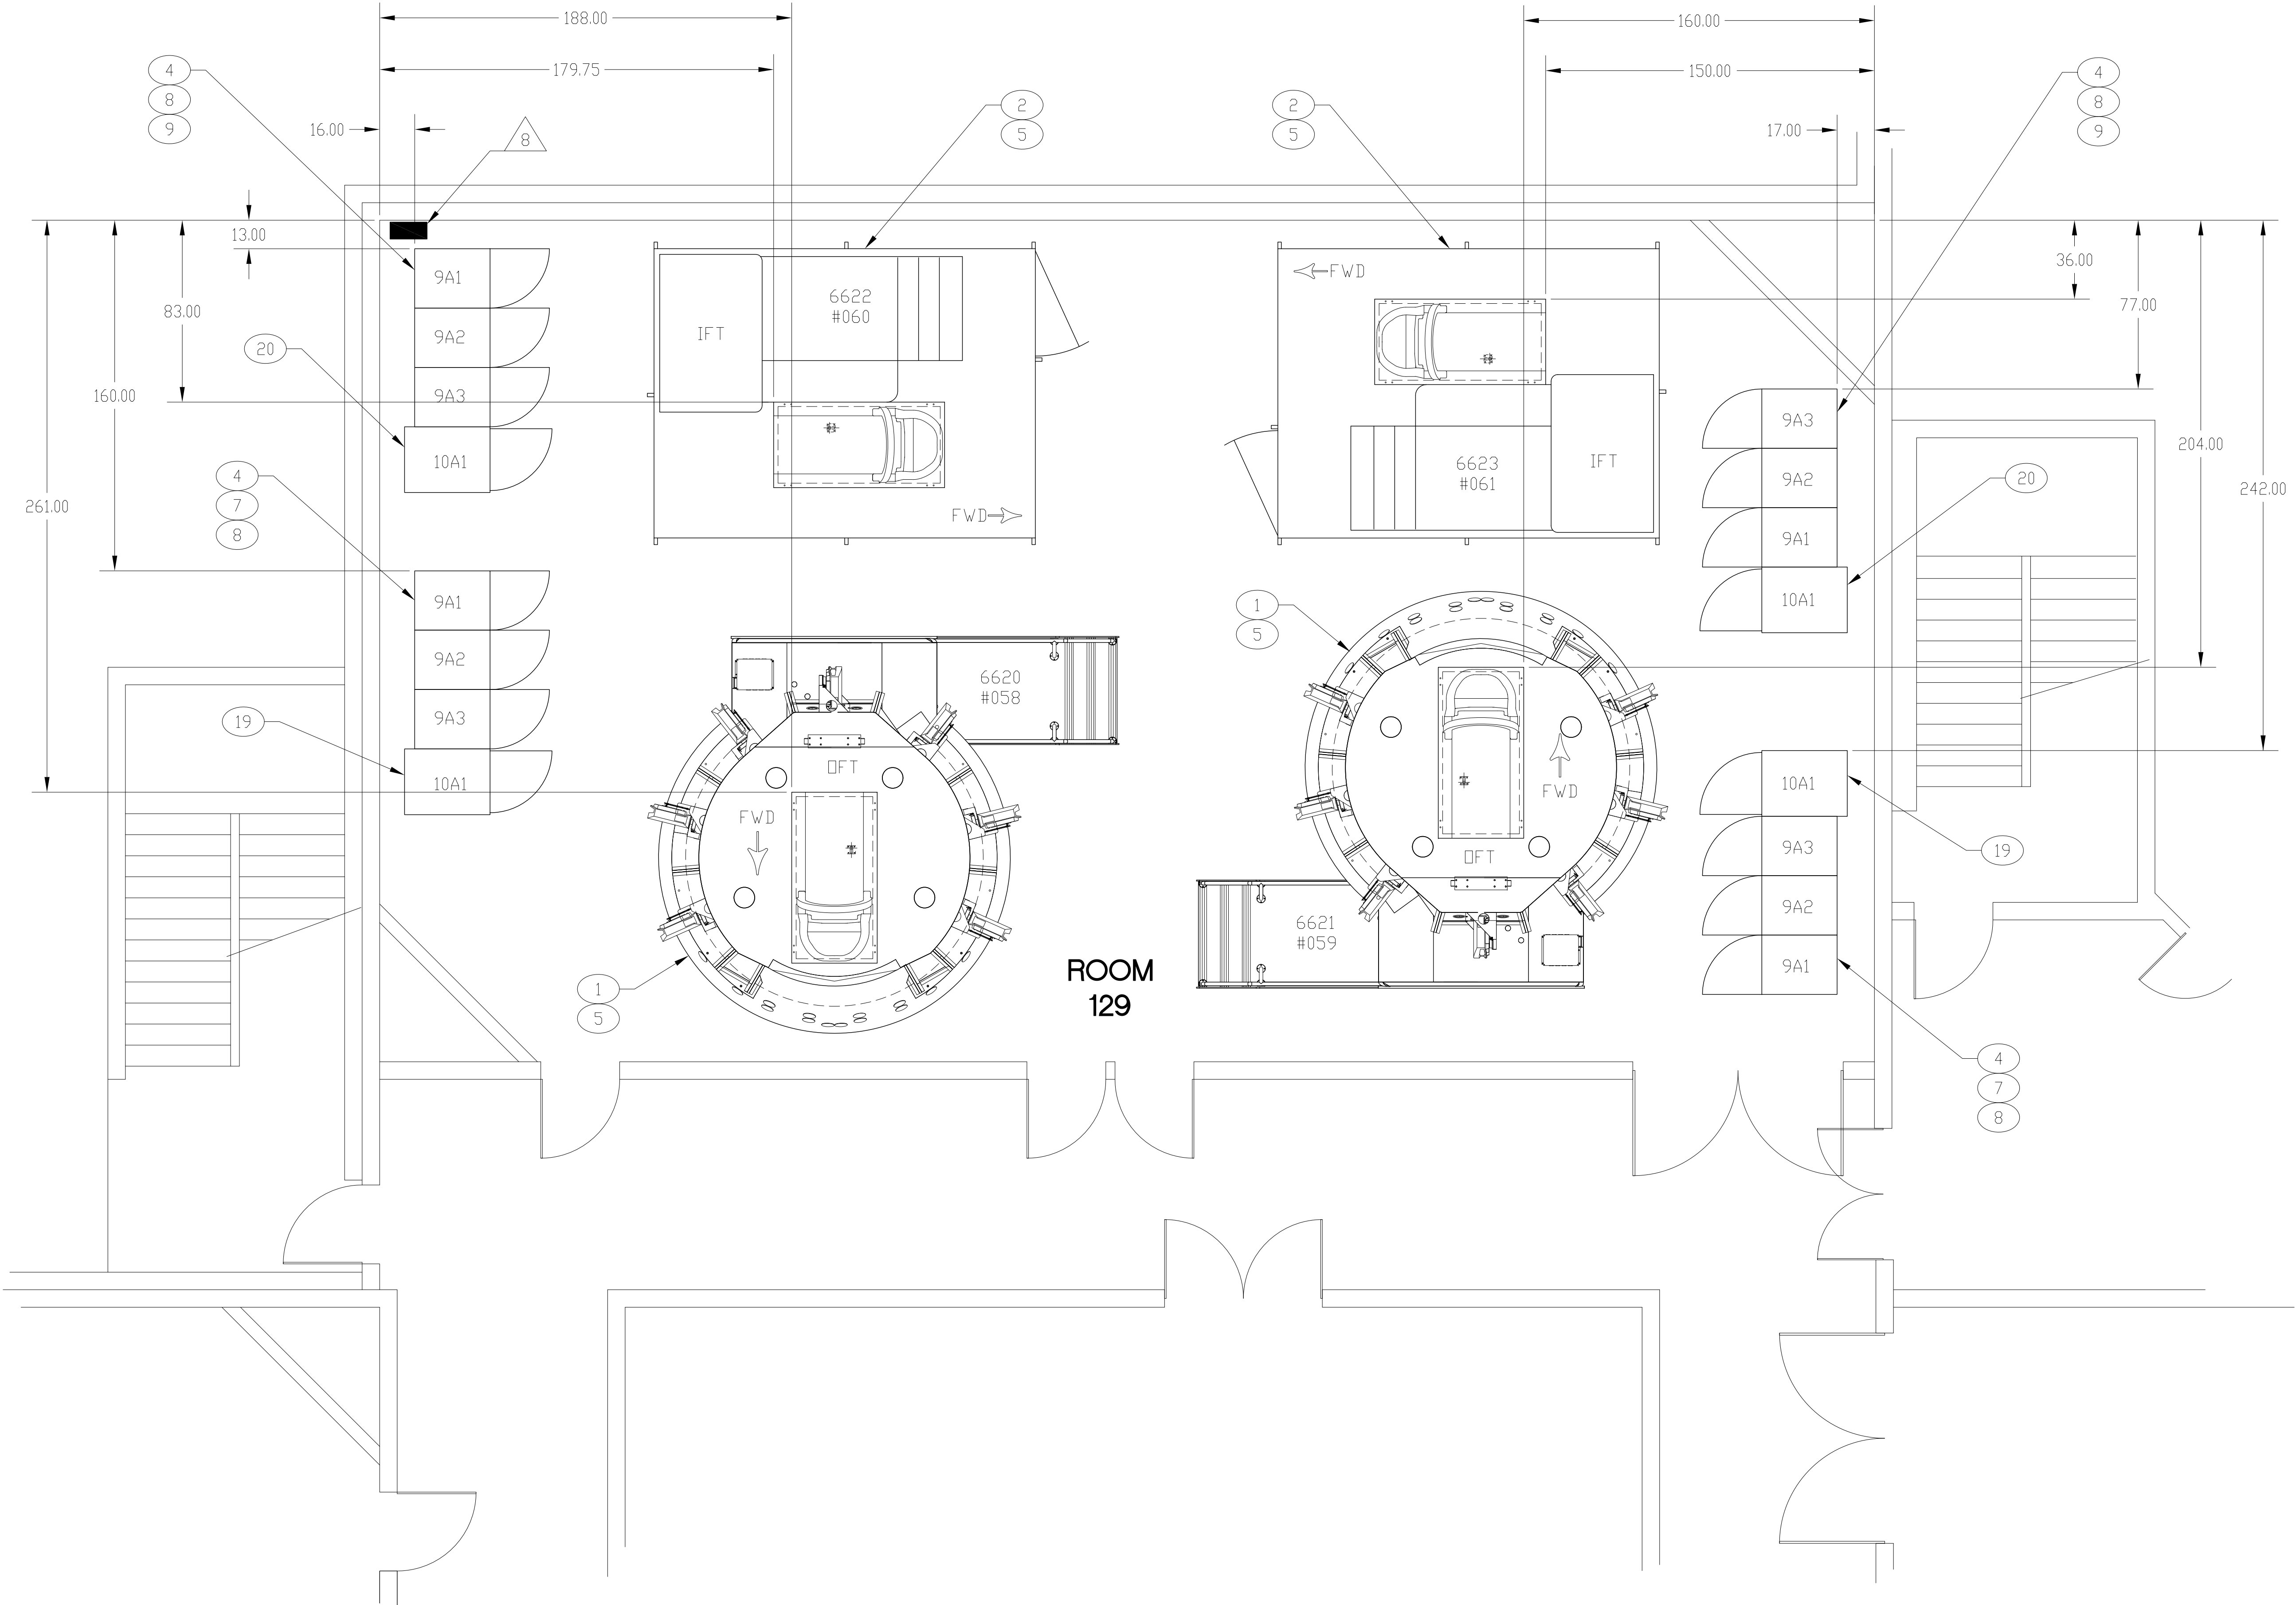 188.00
160.00
179.75
150.00
4
8
9
2
5
2
5
4
8
9
16.00
8
17.00
13.00
83.00
160.00
261.00
36.00
77.00
204.00
242.00
9A1
9A2
9A3
10A1
20
6622
#060
IFT
FWD
FWD
6623
#061
IFT
9A3
9A2
9A1
10A1
20
4
7
8
9A1
9A2
9A3
10A1
19
6620
#058
OFT
FWD
1
5
1
5
FWD
OFT
6621
#059
10A1
9A3
9A2
9A1
19
4
7
8
ROOM
129